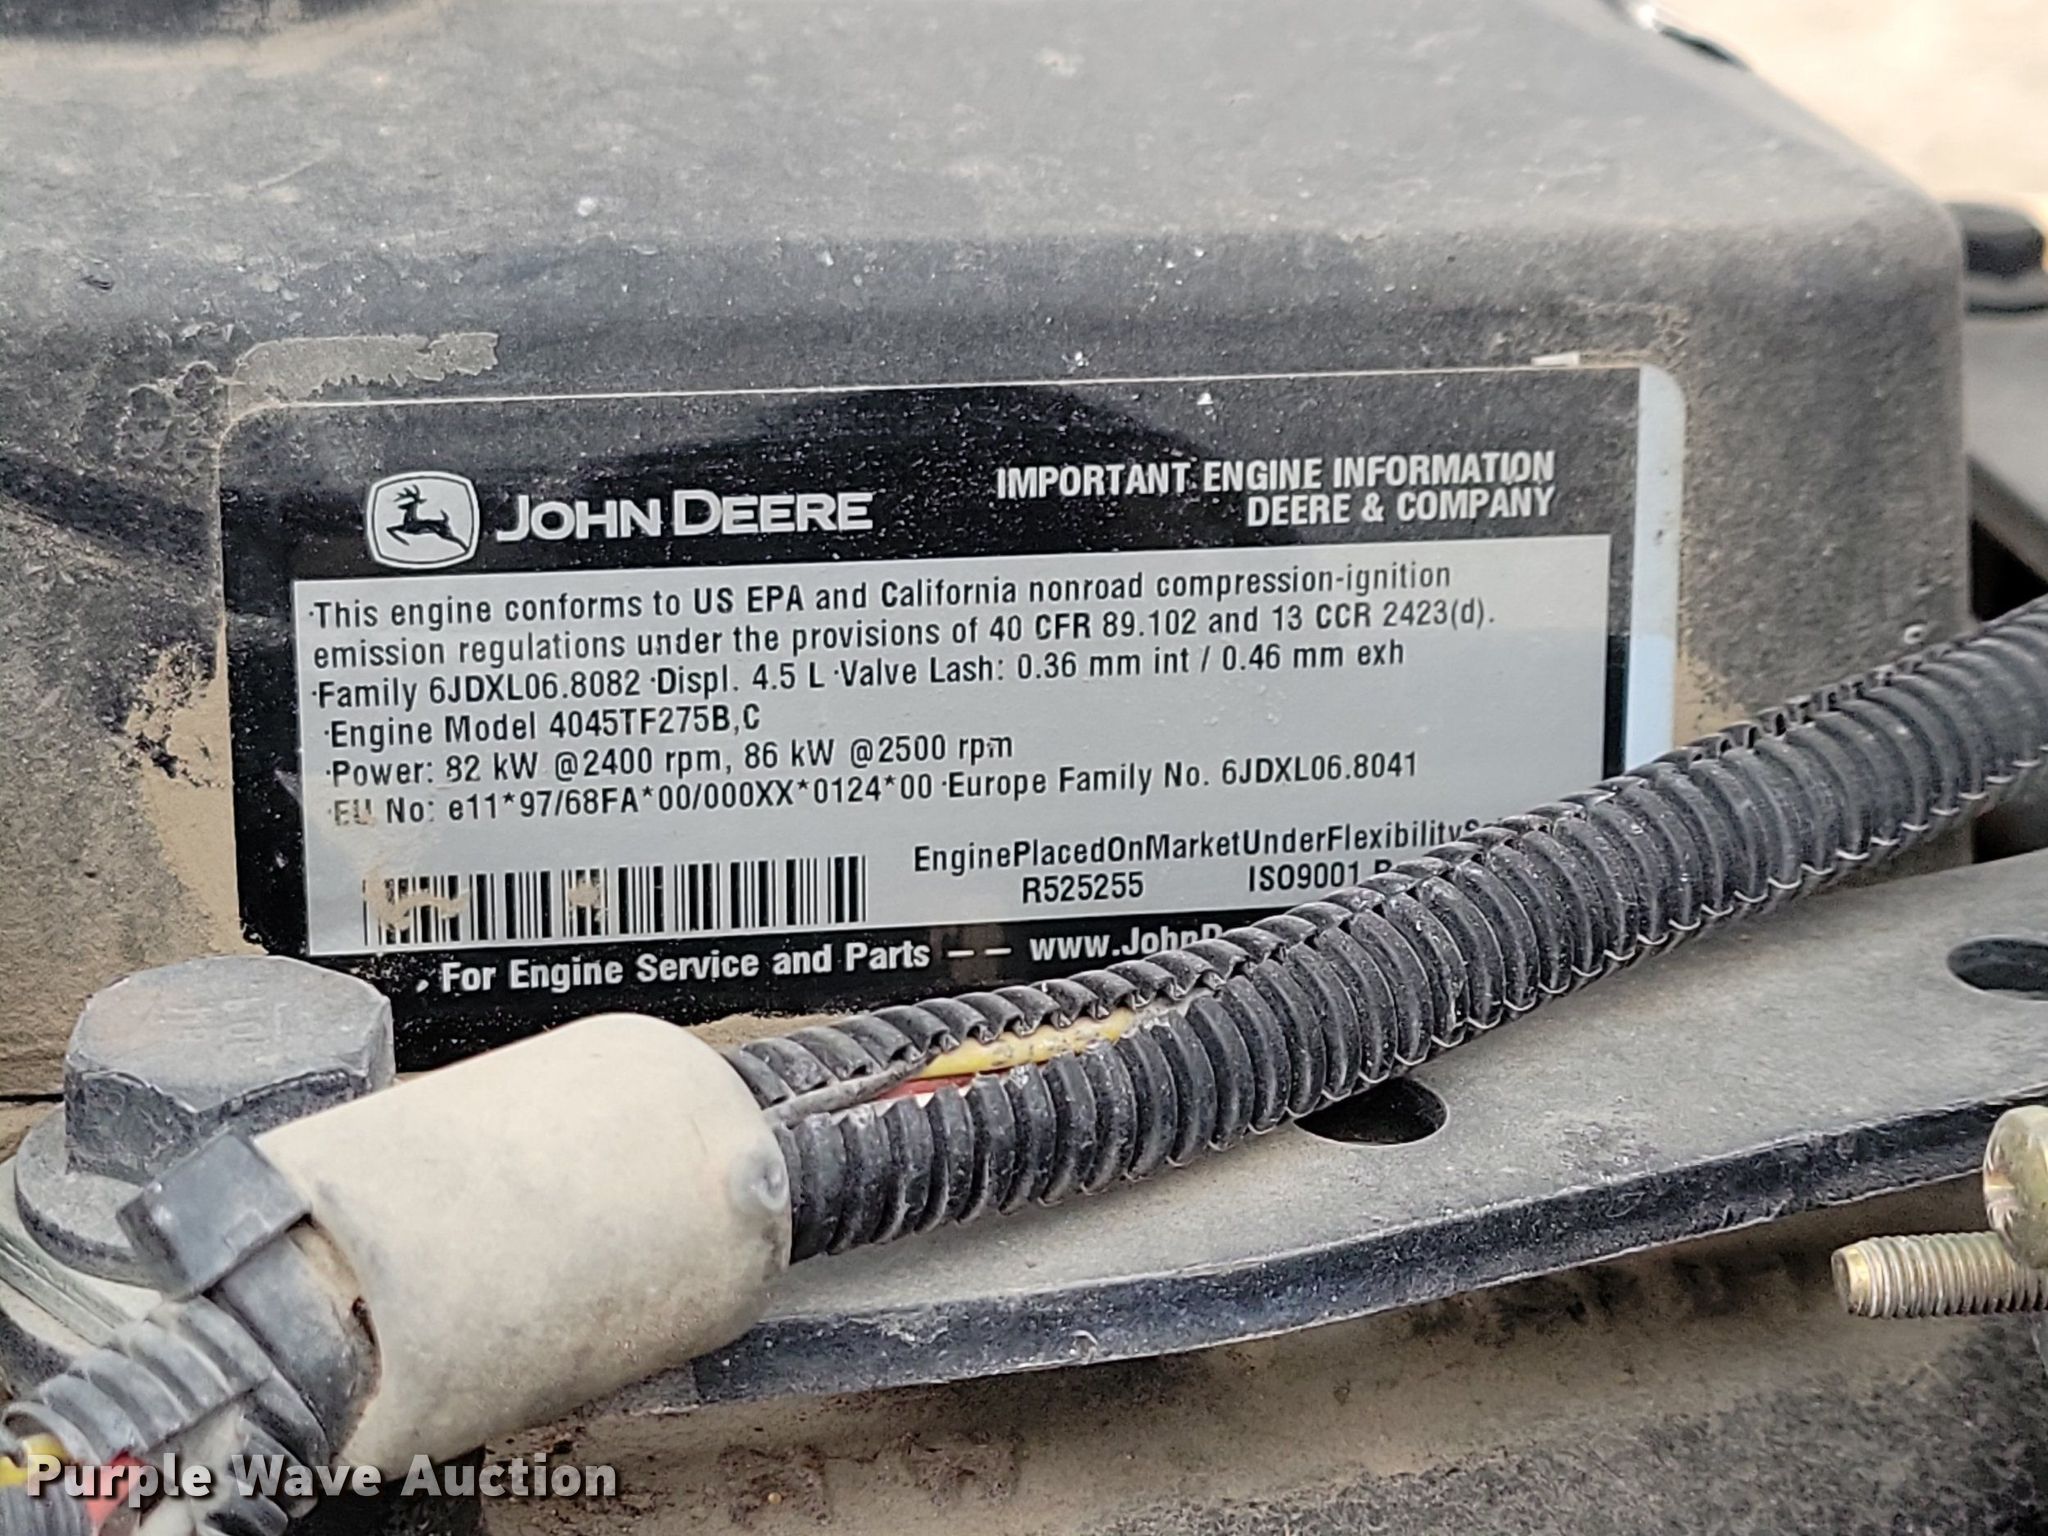 JOHN DEERE
IMPORTANT ENGINE INFORMATION
DEERE & COMPANY
·This engine conforms to US EPA and California nonroad compression-ignition
emission regulations under the provisions of 40 CFR 89.102 and 13 CCR 2423(d).
·Family 6JDXL06.8082 ·Displ. 4.5 L ·Valve Lash: 0.36 mm int / 0.46 mm exh
·Engine Model 4045TF275B,C
·Power: 82 kW @2400 rpm, 86 kW @2500 rpm
·EU No: e11*97/68FA*00/000XX*0124*00 ·Europe Family No. 6JDXL06.8041
EnginePlacedOnMarketUnderFlexibility
R525255 ISO9001
For Engine Service and Parts – – www.John
Purple Wave Auction